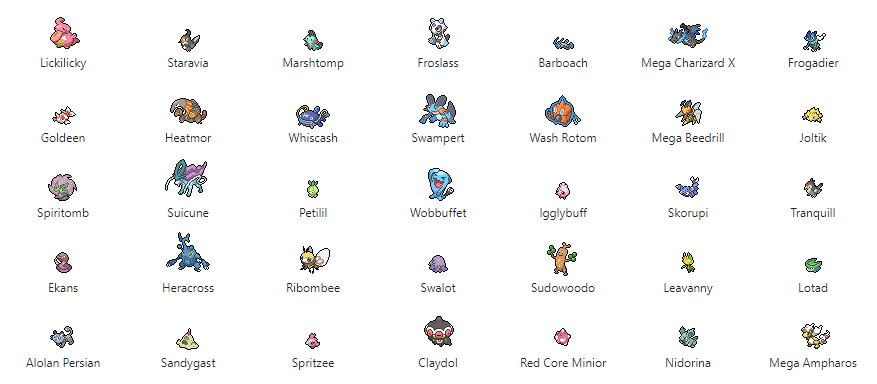 Lickilicky Staravia Marshtomp Froslass Barboach Mega Charizard X Frogadier
Goldeen Heatmor Whiscash Swampert Wash Rotom Mega Beedrill Joltik
Spiritomb Suicune Petilil Wobbuffet Igglybuff Skorupi Tranquill
Ekans Heracross Ribombee Swalot Sudowoodo Leavanny Lotad
Alolan Persian Sandygast Spritzee Claydol Red Core Minior Nidorina Mega Ampharos